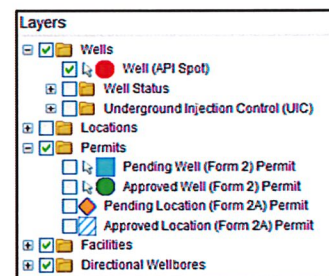 Layers
Wells
Well (API Spot)
Well Status
Underground Injection Control (UIC)
Locations
Permits
Pending Well (Form 2) Permit
Approved Well (Form 2) Permit
Pending Location (Form 2A) Permit
Approved Location (Form 2A) Permit
Facilities
Directional Wellbores